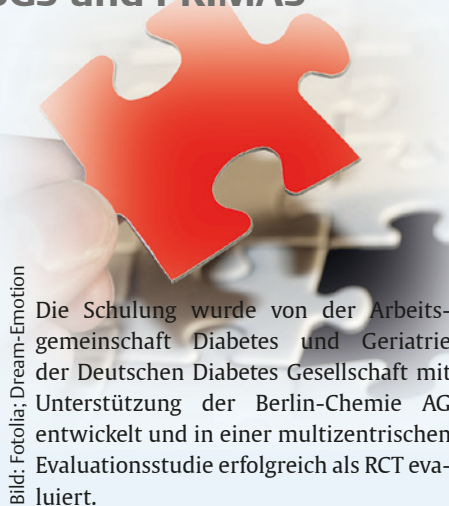 und PRIMAS
Die Schulung wurde von der Arbeits-
gemeinschaft Diabetes und Geriatrie
der Deutschen Diabetes Gesellschaft mit
Unterstützung der Berlin-Chemie AG
entwickelt und in einer multizentrischen
Evaluationsstudie erfolgreich als RCT eva-
luiert.
Bild: Fotolia; Dream-Emotion